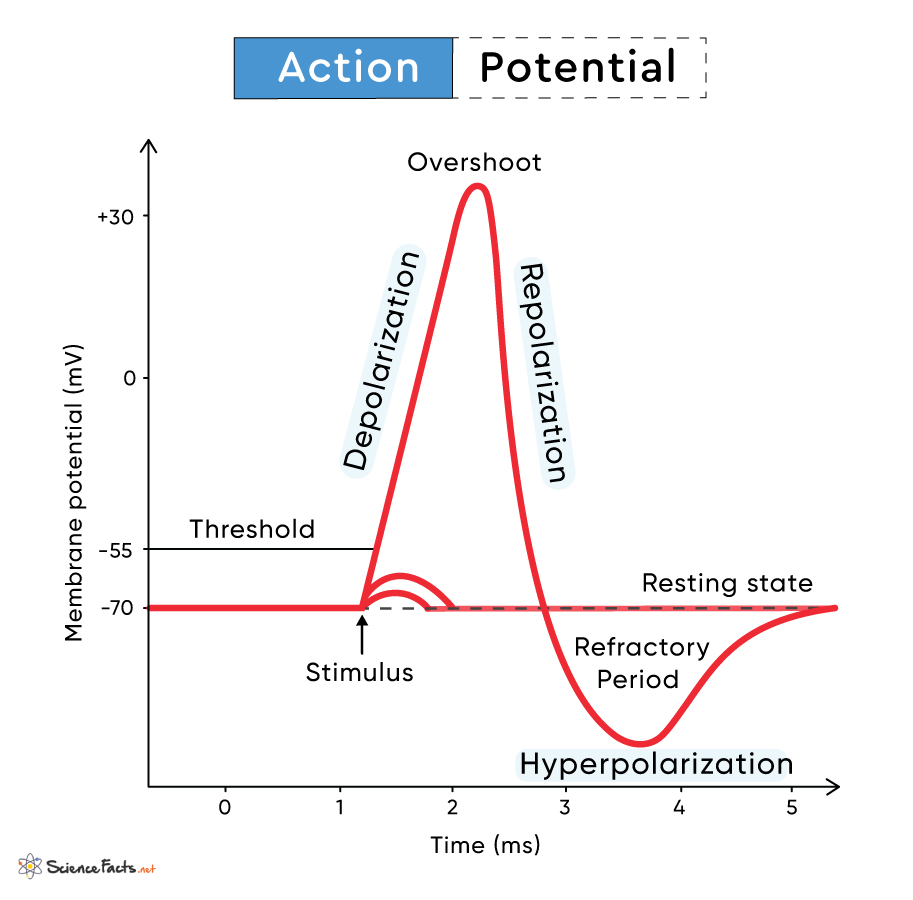 Action Potential
Overshoot
+30
Depolarization
Repolarization
0
Membrane potential (mV)
Threshold
-55
Resting state
-70
Stimulus
Refractory
Period
Hyperpolarization
0 1 2 3 4 5
Time (ms)
ScienceFacts.net